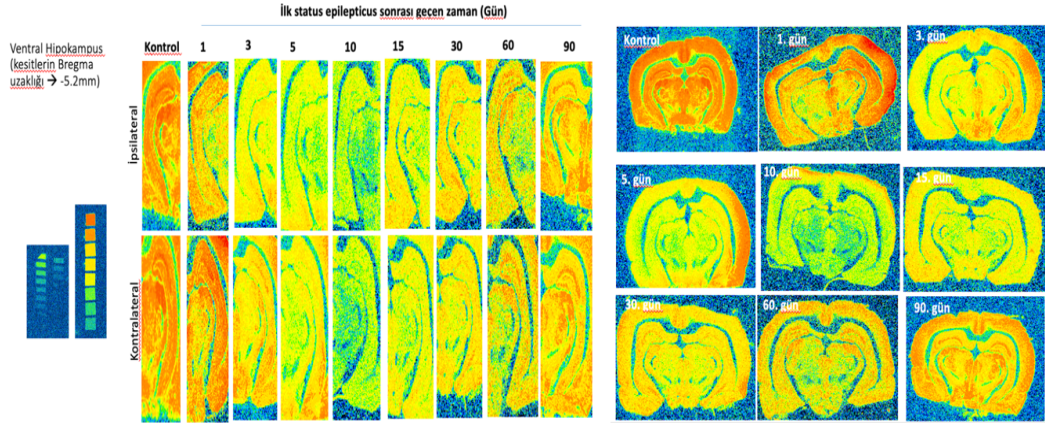 İlk status epilepticus sonrası geçen zaman (Gün)
Ventral Hipokampus
(kesitlerin Bregma
uzaklığı → -5.2mm)
Kontrol 1 3 5 10 15 30 60 90
İpsilateral
Kontralateral
Kontrol 1. gün 3. gün
5. gün 10. gün 15. gün
30. gün 60. gün 90. gün